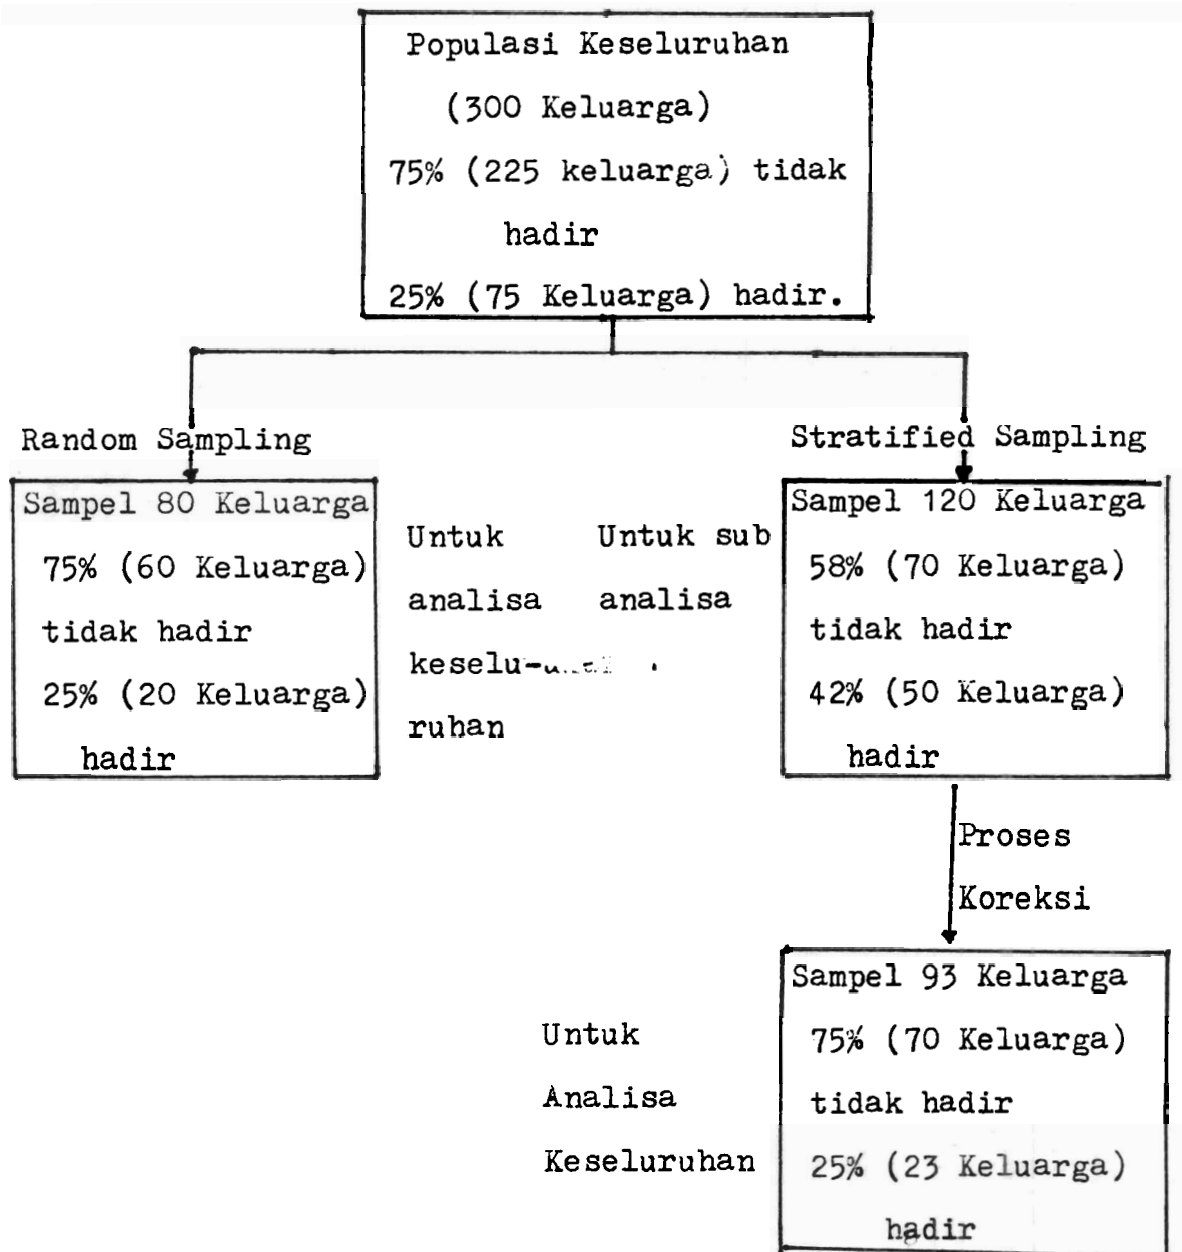 Populasi Keseluruhan
(300 Keluarga)
75% (225 keluarga) tidak
hadir
25% (75 Keluarga) hadir.
Random Sampling
Stratified Sampling
Sampel 80 Keluarga
75% (60 Keluarga)
tidak hadir
25% (20 Keluarga)
hadir
Untuk
analisa
keselu-
ruhan
Untuk sub
analisa
Sampel 120 Keluarga
58% (70 Keluarga)
tidak hadir
42% (50 Keluarga)
hadir
Proses
Koreksi
Untuk
Analisa
Keseluruhan
Sampel 93 Keluarga
75% (70 Keluarga)
tidak hadir
25% (23 Keluarga)
hadir